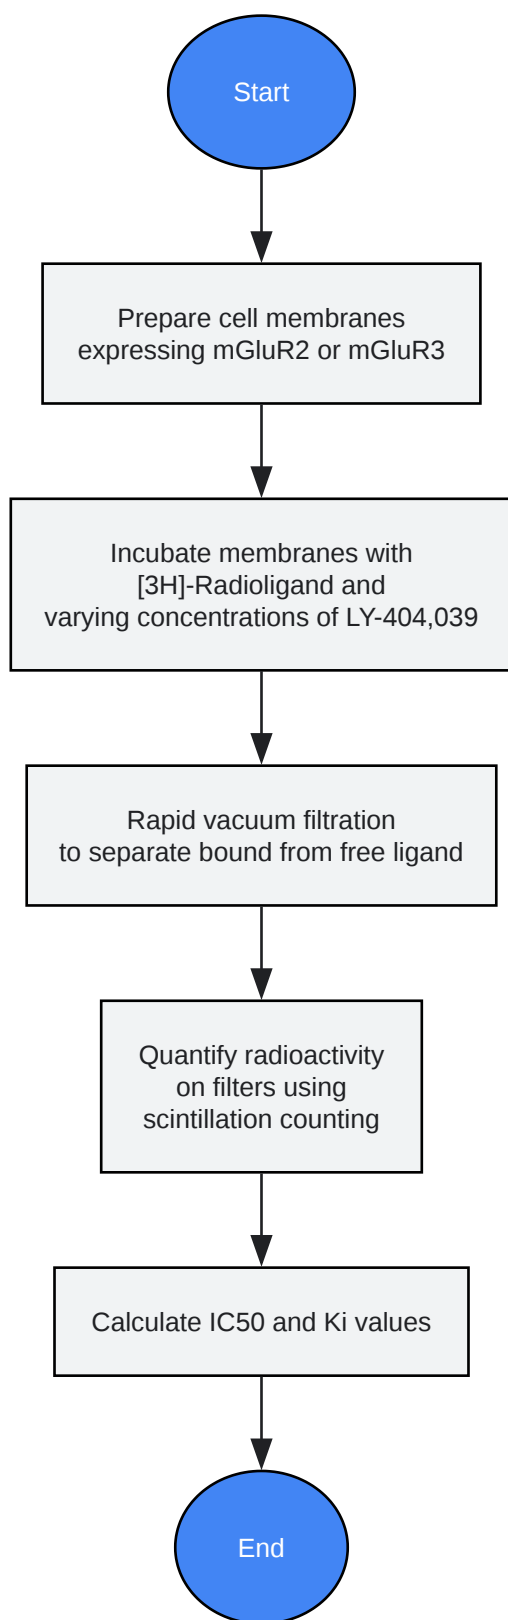 Start
Prepare cell membranes
expressing mGluR2 or mGluR3
Incubate membranes with
[3H]-Radioligand and
varying concentrations of LY-404,039
Rapid vacuum filtration
to separate bound from free ligand
Quantify radioactivity
on filters using
scintillation counting
Calculate IC50 and Ki values
End